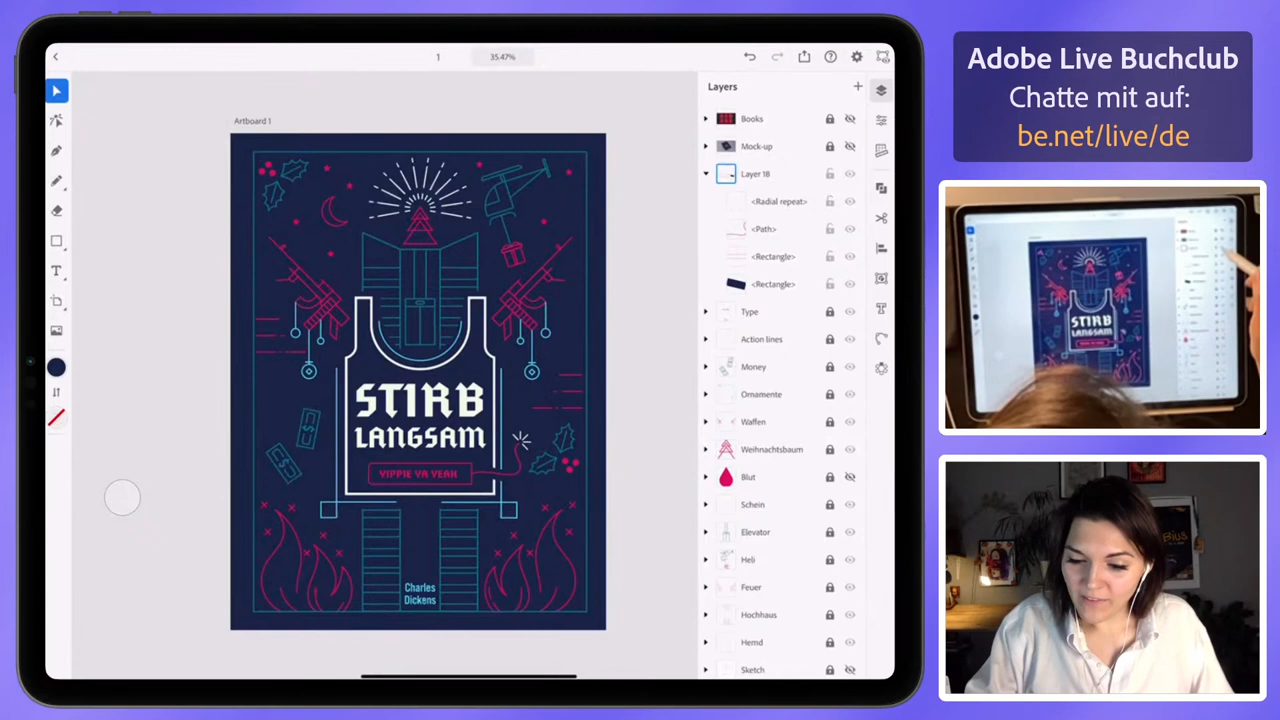 1
35.47%
Adobe Live Buchclub
Chatte mit auf:
be.net/live/de
Layers
Artboard 1
Books
Mock-up
Layer 18
<Radial repeat>
<Path>
<Rectangle>
<Rectangle>
Type
Action lines
Money
Ornamente
Waffen
Weihnachtsbaum
Blut
Schein
Elevator
Heli
Feuer
Hochhaus
Hemd
Sketch
STIRB
LANGSAM
YIPPIE YA YEAH
Charles
Dickens
STIRB
LANGSAM